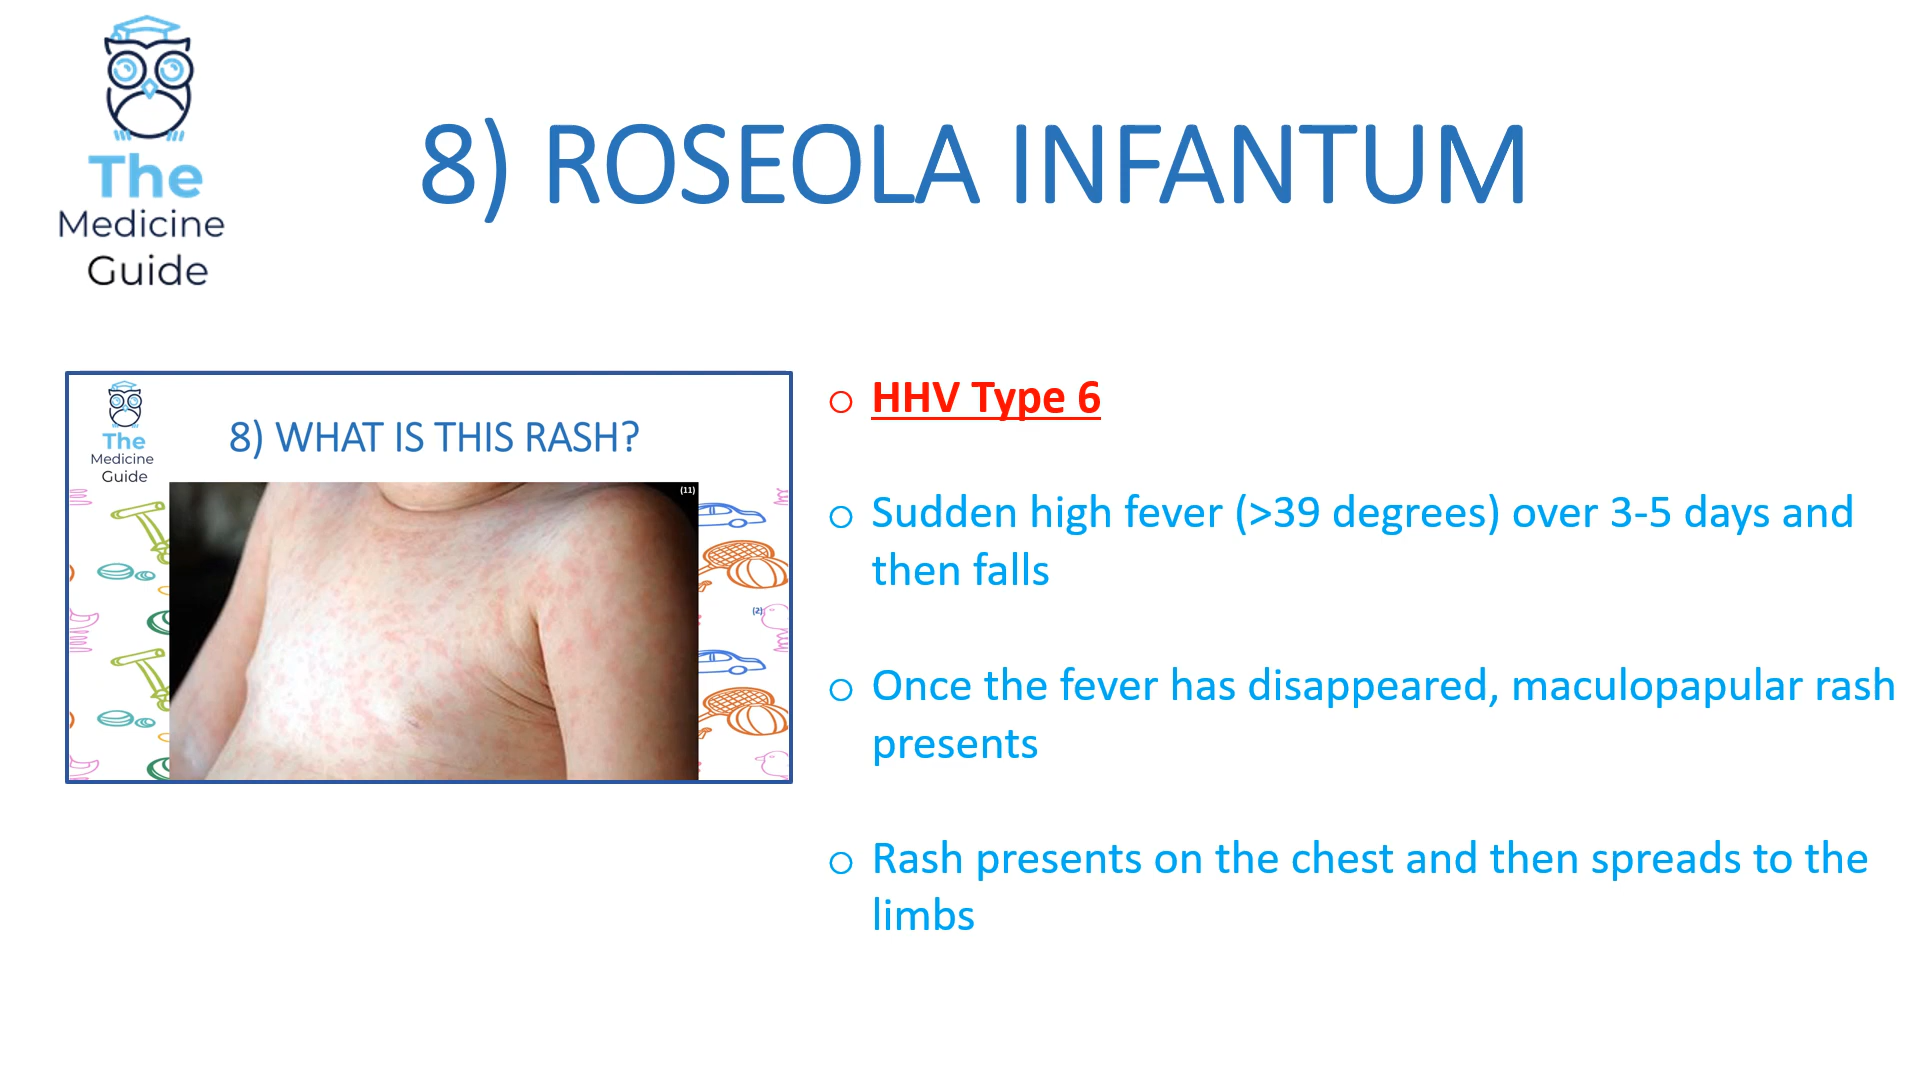 The
Medicine
Guide
8) ROSEOLA INFANTUM
The
Medicine
Guide
8) WHAT IS THIS RASH?
(11)
(2)
○ HHV Type 6
○ Sudden high fever (>39 degrees) over 3-5 days and
then falls
○ Once the fever has disappeared, maculopapular rash
presents
○ Rash presents on the chest and then spreads to the
limbs